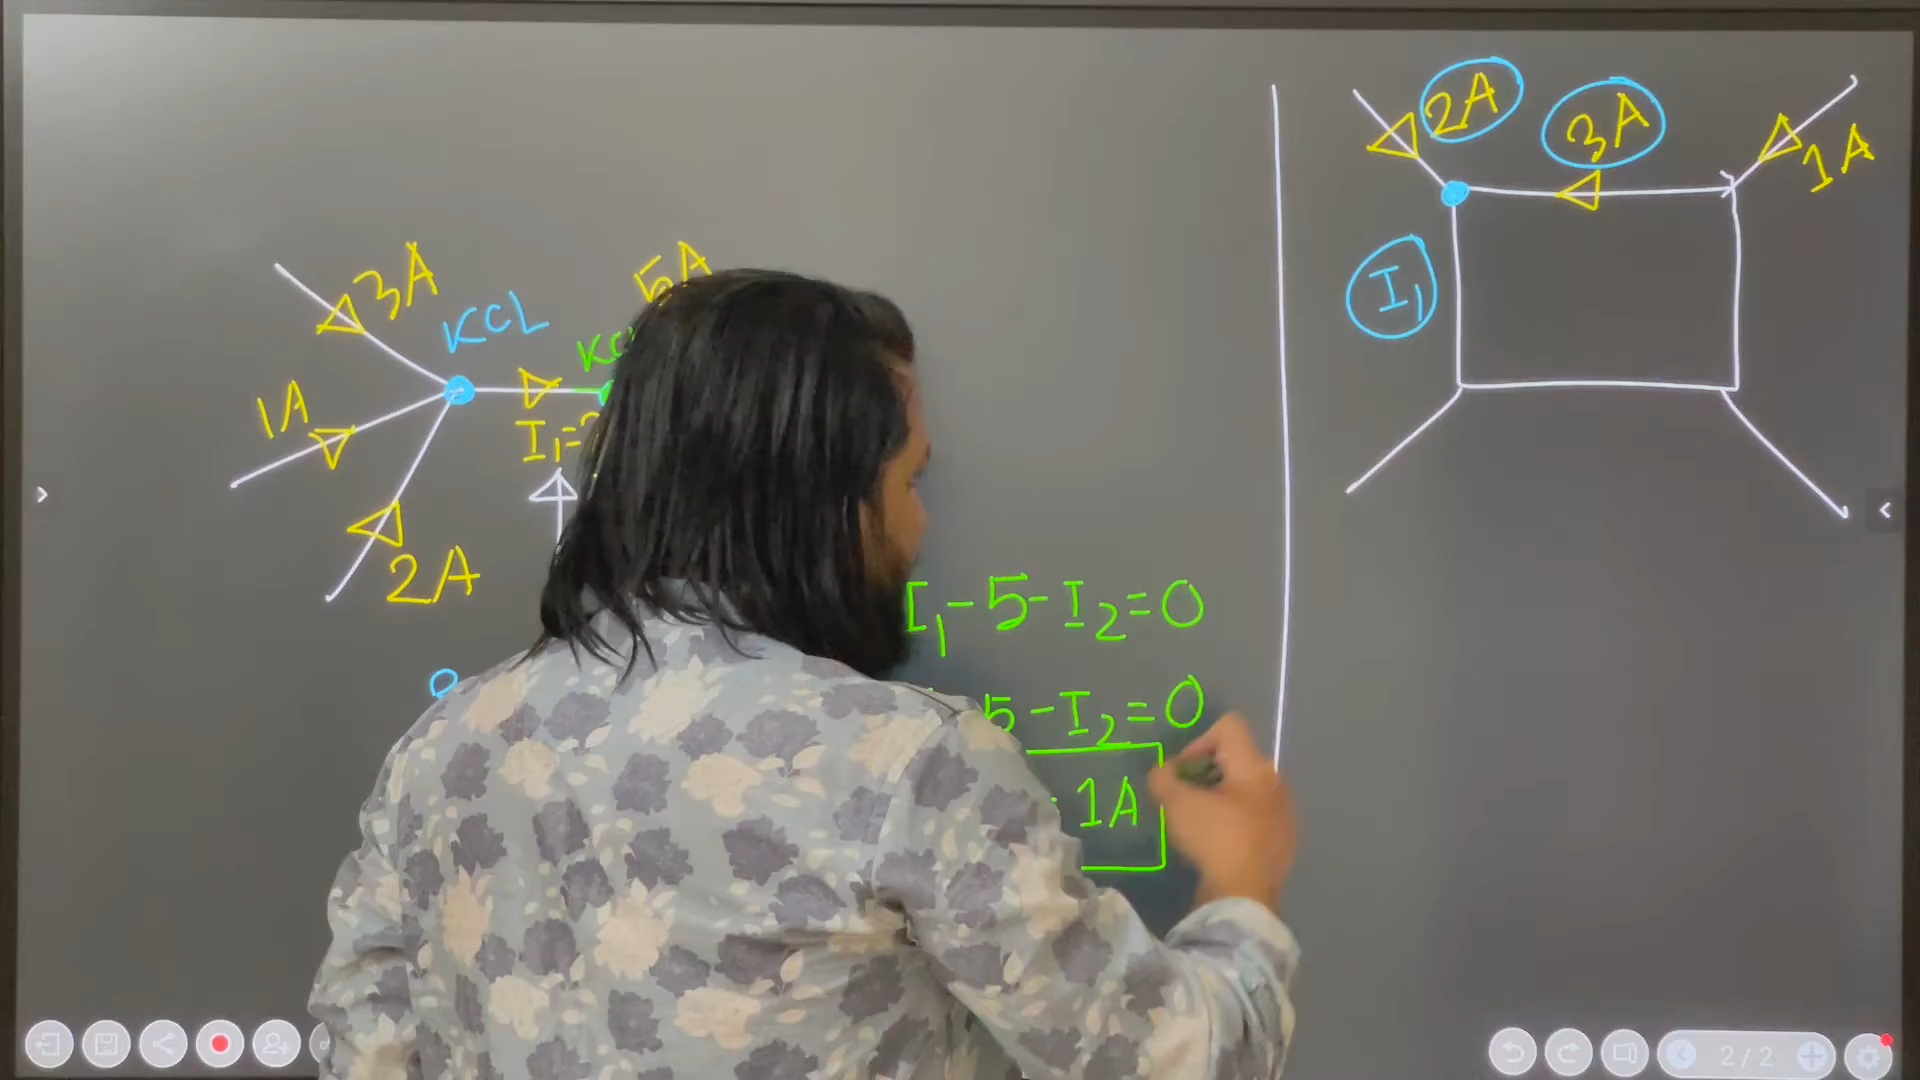 3A
KCL
5A
1A
I₁=
2A
I₁-5-I₂=0
5-I₂=0
1A
2A
3A
1A
I₁
2/2